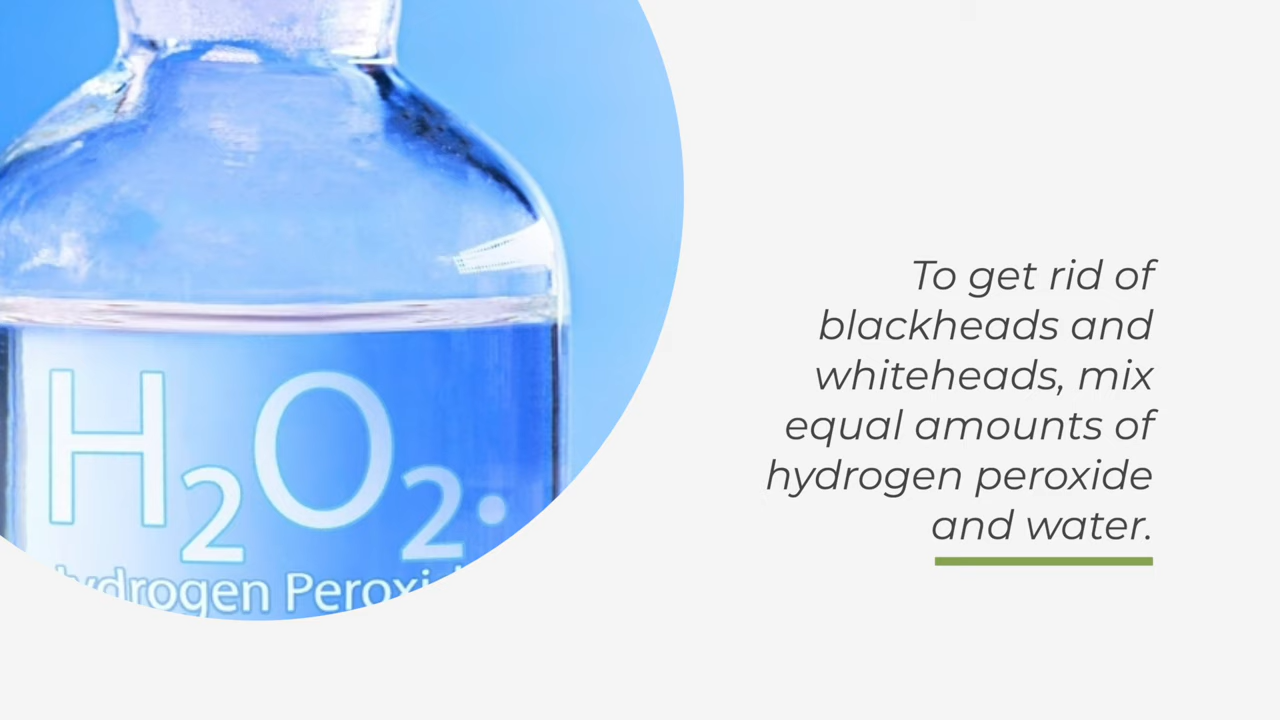 H2O2.
To get rid of
blackheads and
whiteheads, mix
equal amounts of
hydrogen peroxide
and water.